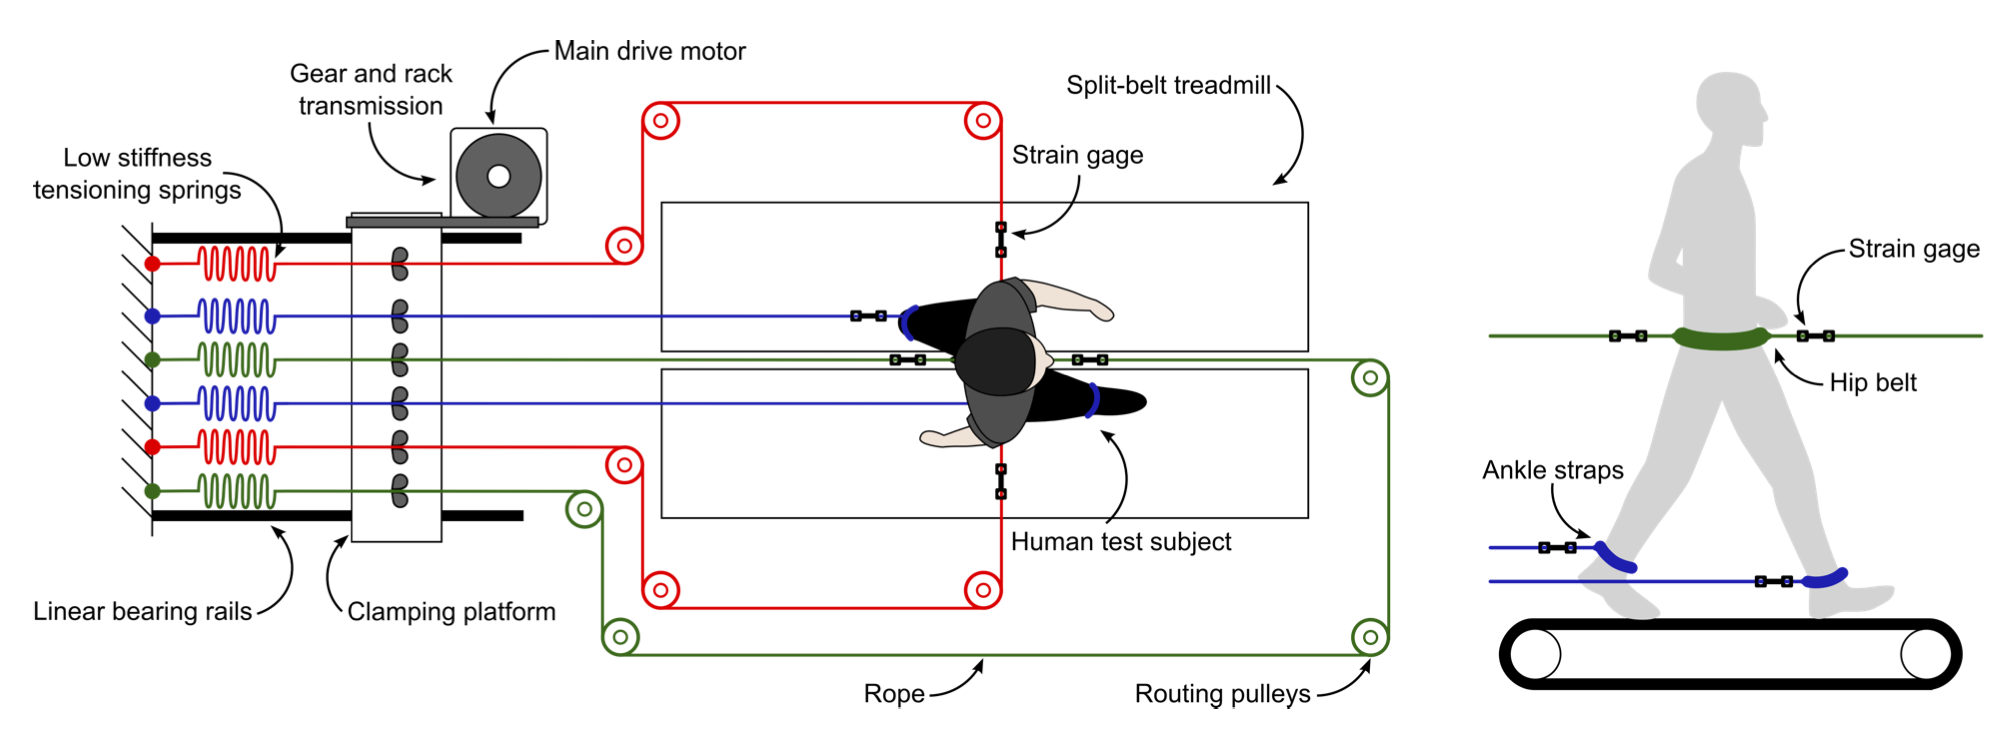 Main drive motor
Gear and rack
transmission
Split-belt treadmill
Low stiffness
tensioning springs
Strain gage
Strain gage
Hip belt
Ankle straps
Human test subject
Linear bearing rails
Clamping platform
Rope
Routing pulleys